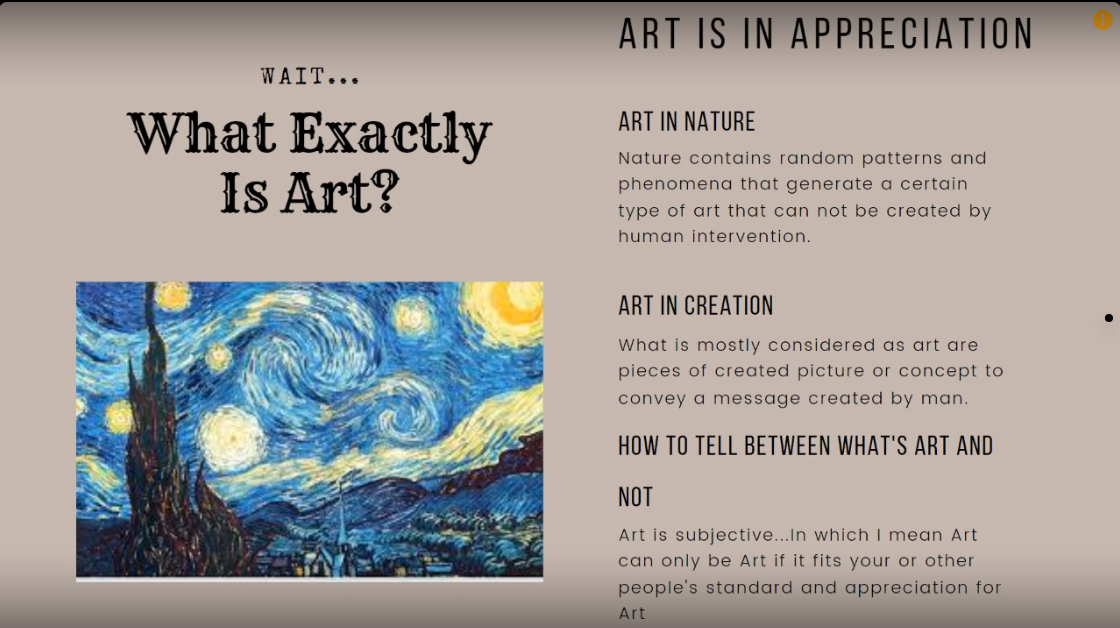 WAIT...
What Exactly
Is Art?
ART IS IN APPRECIATION
ART IN NATURE
Nature contains random patterns and
phenomena that generate a certain
type of art that can not be created by
human intervention.
ART IN CREATION
What is mostly considered as art are
pieces of created picture or concept to
convey a message created by man.
HOW TO TELL BETWEEN WHAT'S ART AND
NOT
Art is subjective...In which I mean Art
can only be Art if it fits your or other
people's standard and appreciation for
Art